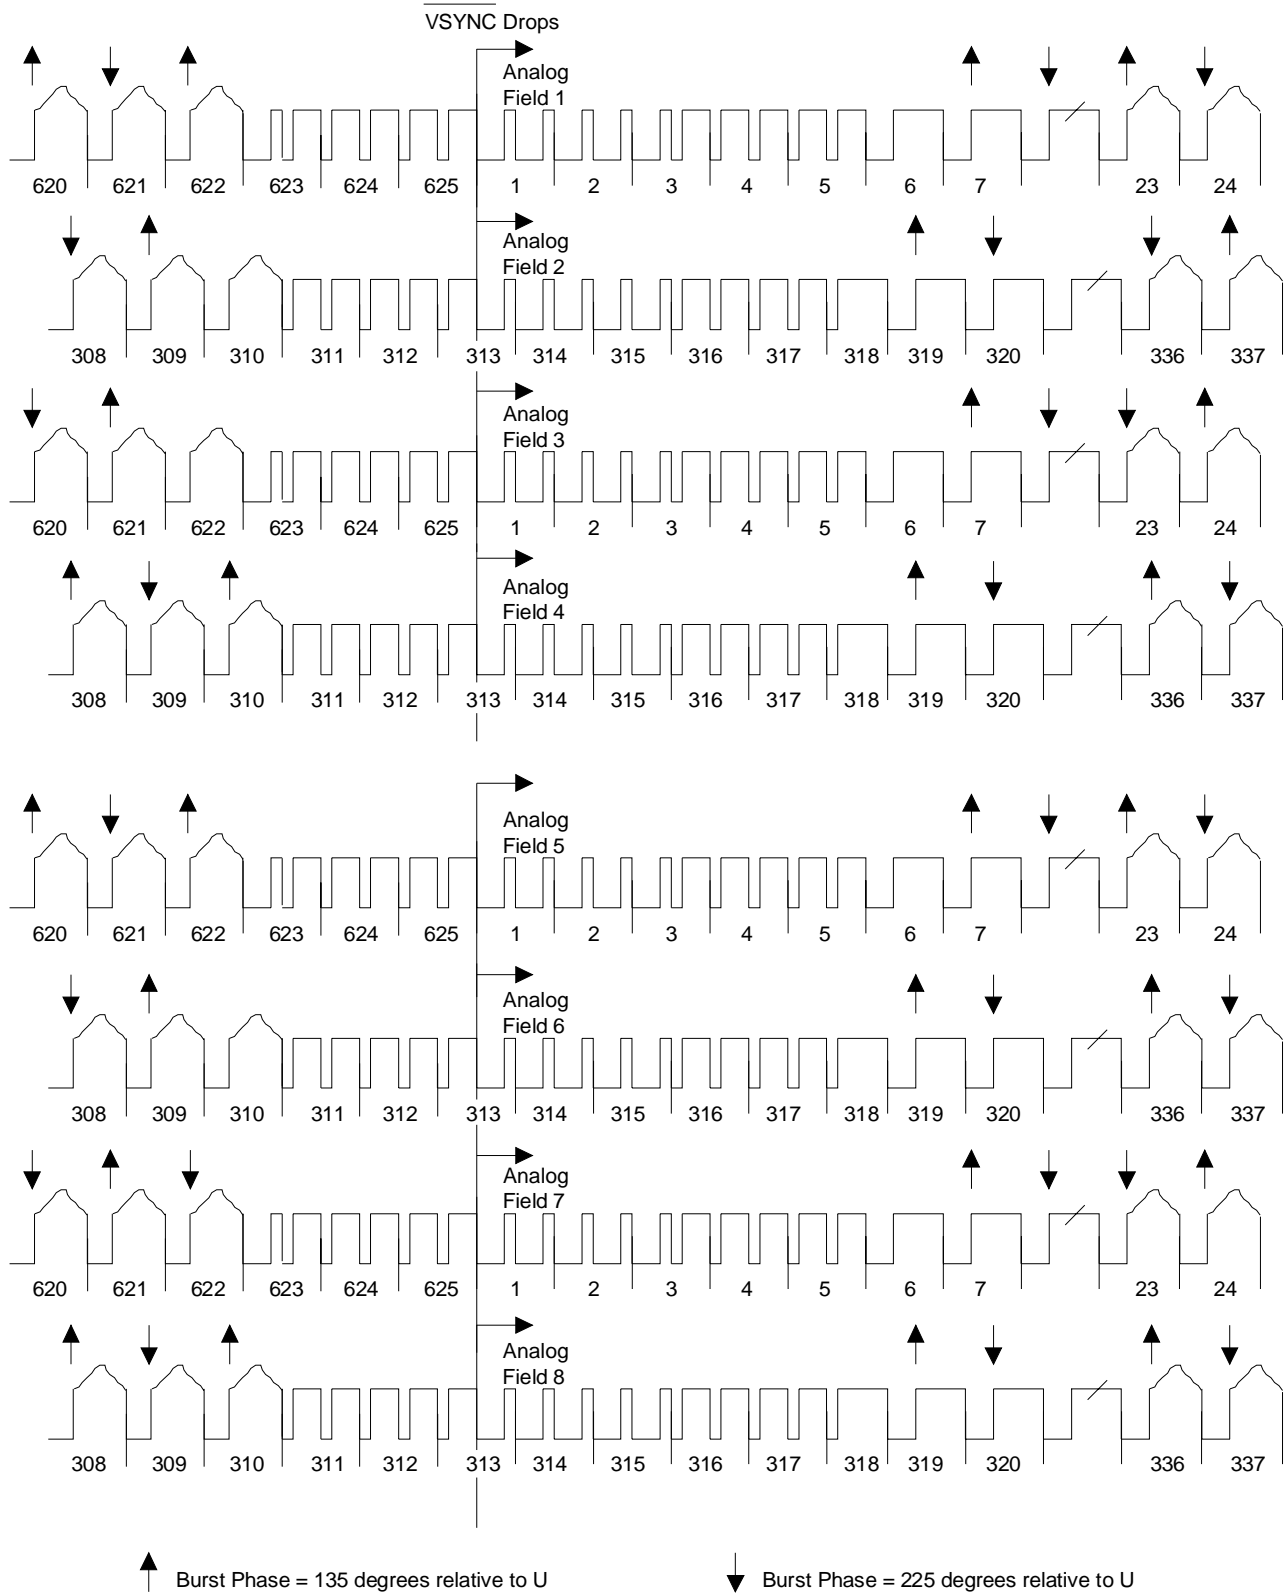 VSYNC Drops
Analog
Field 1
620 621 622 623 624 625 1 2 3 4 5 6 7 23 24
Analog
Field 2
308 309 310 311 312 313 314 315 316 317 318 319 320 336 337
Analog
Field 3
620 621 622 623 624 625 1 2 3 4 5 6 7 23 24
Analog
Field 4
308 309 310 311 312 313 314 315 316 317 318 319 320 336 337
Analog
Field 5
620 621 622 623 624 625 1 2 3 4 5 6 7 23 24
Analog
Field 6
308 309 310 311 312 313 314 315 316 317 318 319 320 336 337
Analog
Field 7
620 621 622 623 624 625 1 2 3 4 5 6 7 23 24
Analog
Field 8
308 309 310 311 312 313 314 315 316 317 318 319 320 336 337
Burst Phase = 135 degrees relative to U
Burst Phase = 225 degrees relative to U